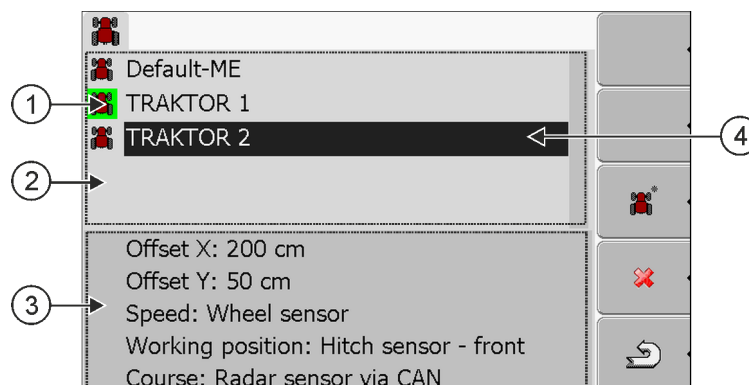 Default-ME
1
TRAKTOR 1
TRAKTOR 2
4
2
Offset X: 200 cm
Offset Y: 50 cm
3
Speed: Wheel sensor
Working position: Hitch sensor - front
Course: Radar sensor via CAN